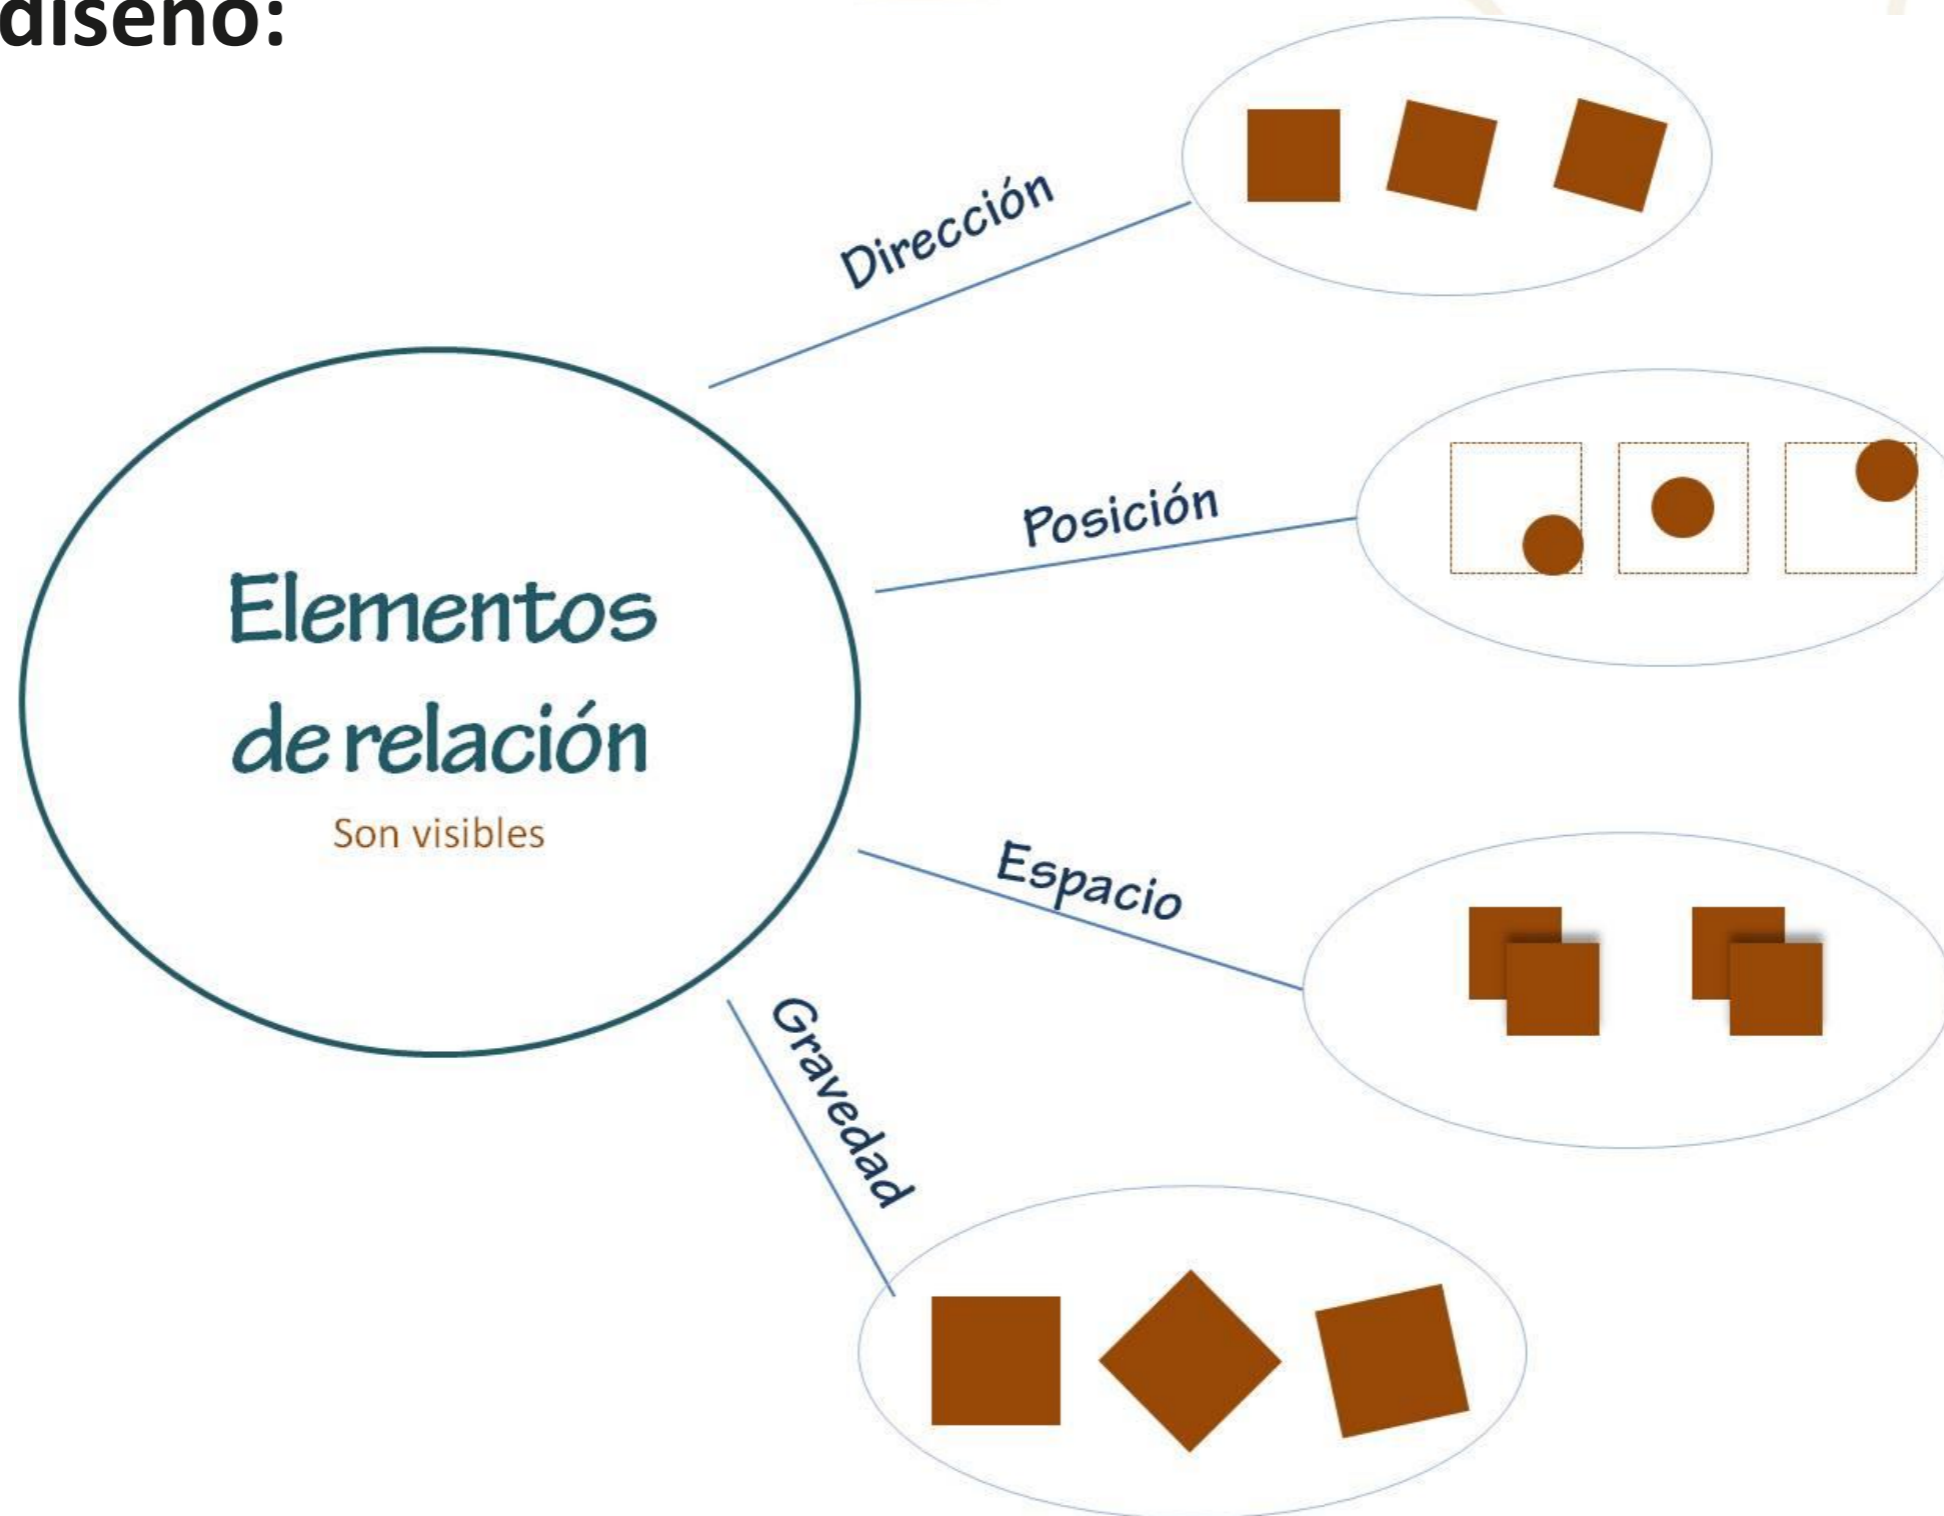 diseño:
Dirección
Posición
Elementos
de relación
Son visibles
Espacio
Gravedad